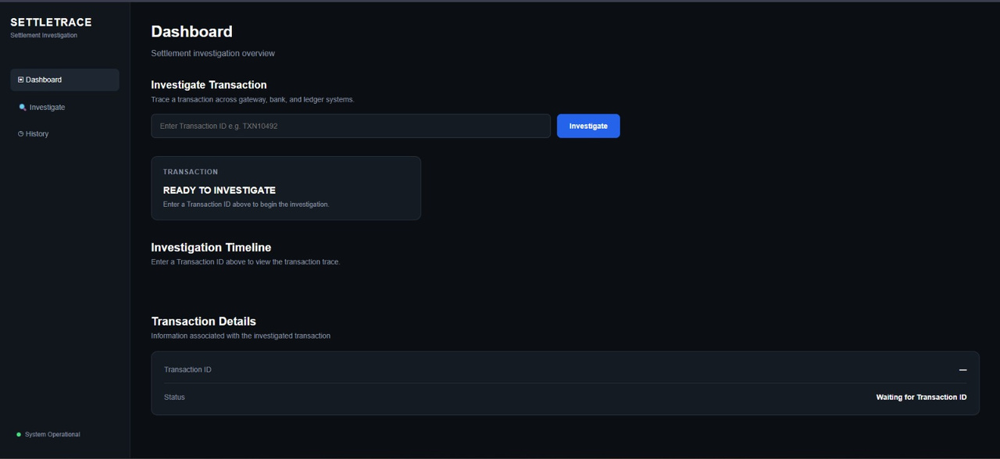 SETTLETRACE
Settlement Investigation
Dashboard
Investigate
History
System Operational
Dashboard
Settlement investigation overview
Investigate Transaction
Trace a transaction across gateway, bank, and ledger systems.
Enter Transaction ID e.g. TXN10492
Investigate
TRANSACTION
READY TO INVESTIGATE
Enter a Transaction ID above to begin the investigation.
Investigation Timeline
Enter a Transaction ID above to view the transaction trace.
Transaction Details
Information associated with the investigated transaction
Transaction ID —
Status Waiting for Transaction ID